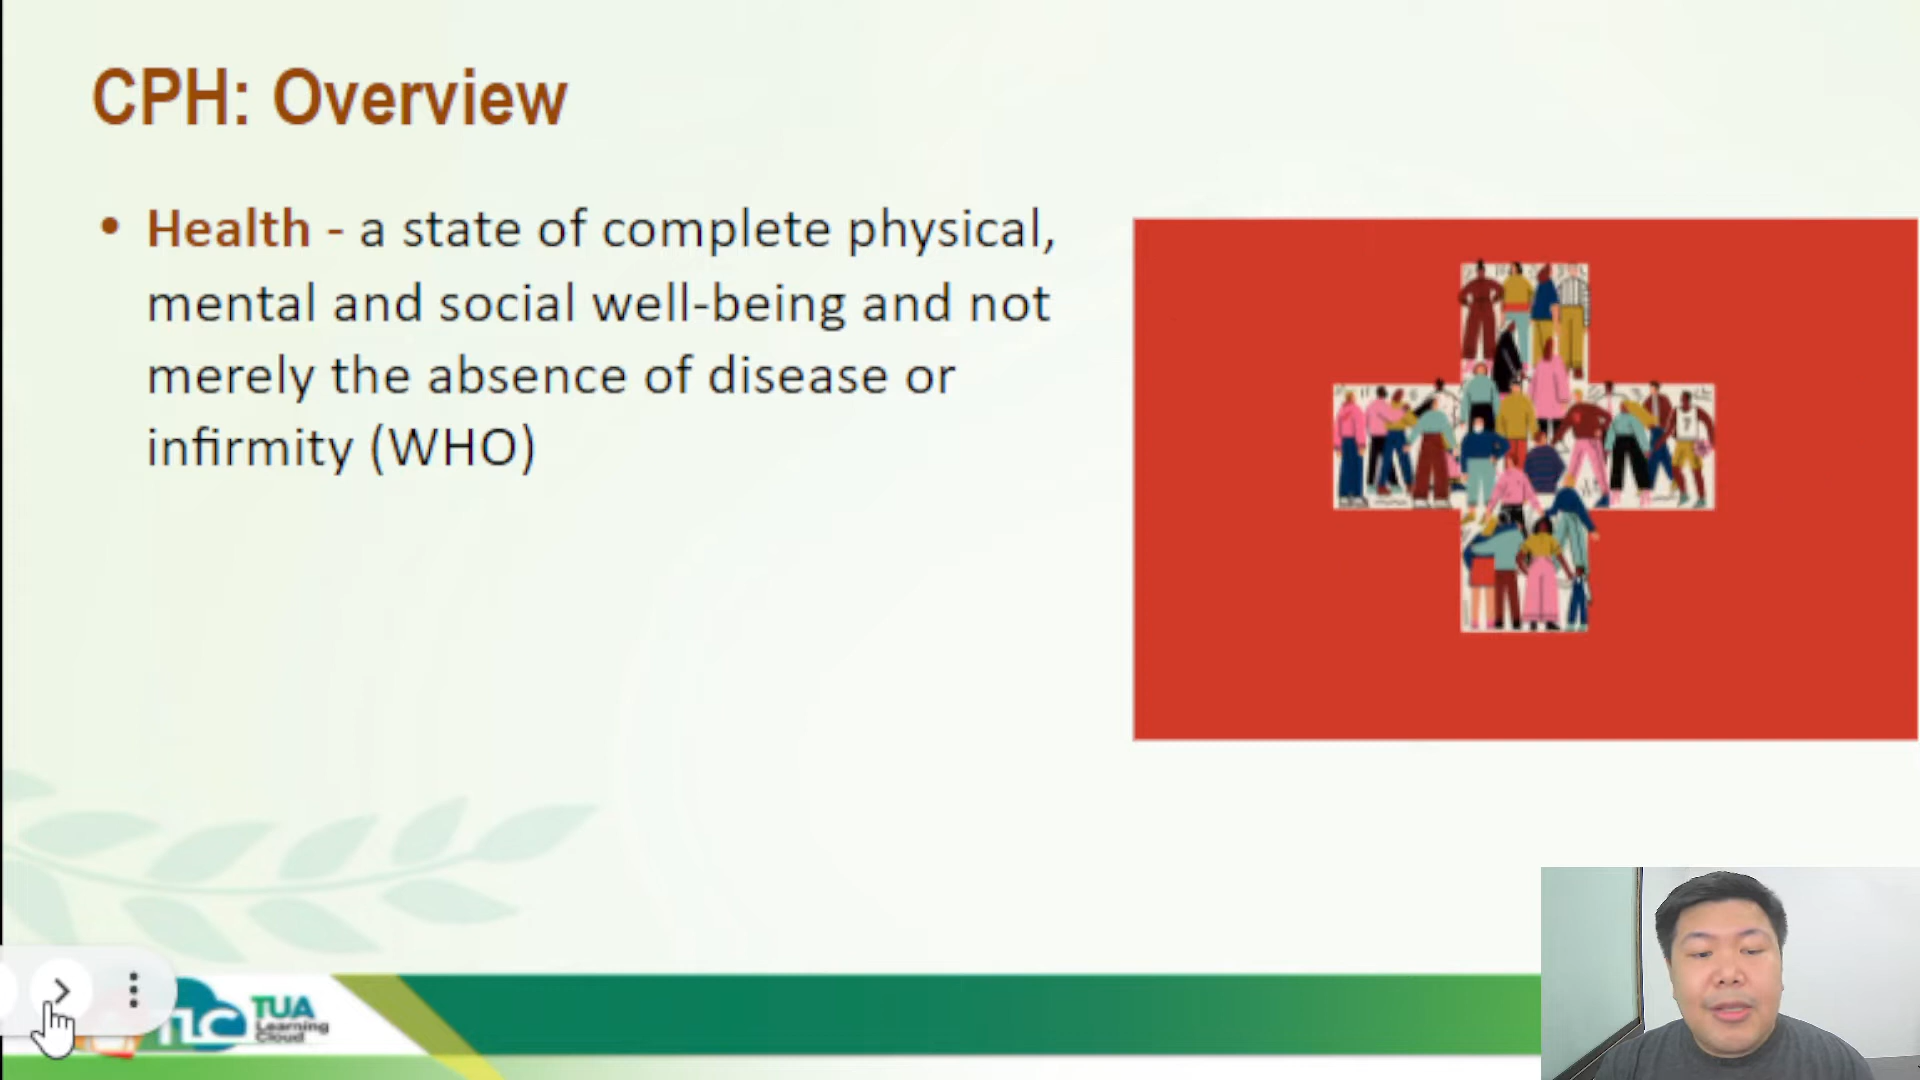 CPH: Overview
• Health - a state of complete physical,
mental and social well-being and not
merely the absence of disease or
infirmity (WHO)
TLC
TUA
Learning
Cloud